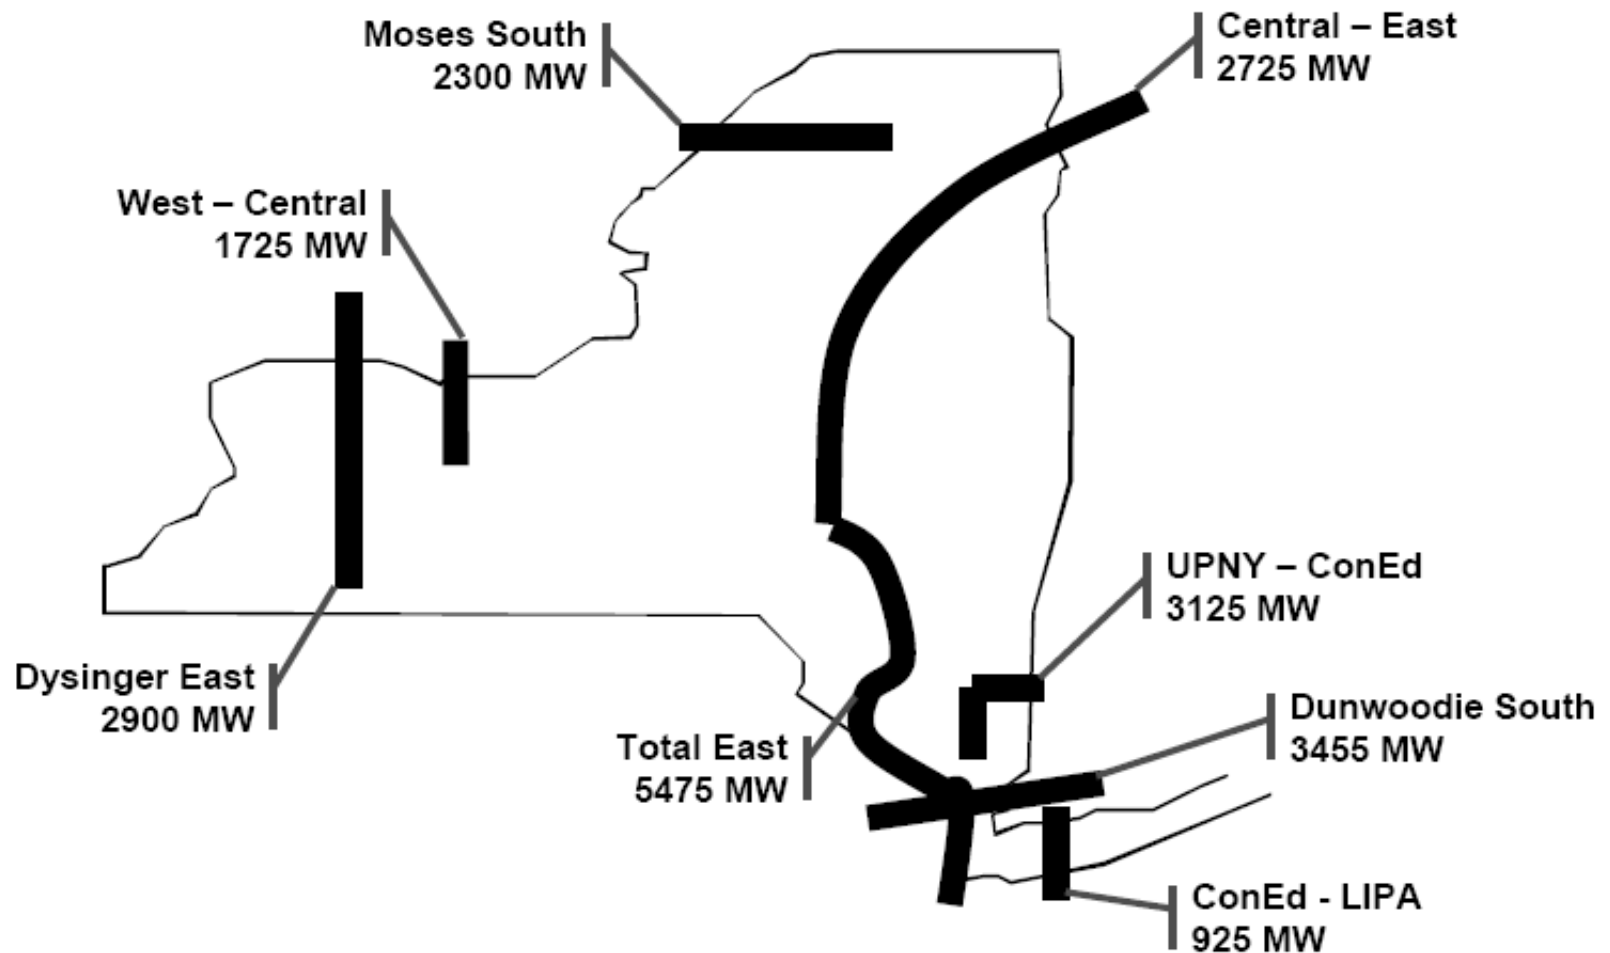 Moses South
2300 MW
Central – East
2725 MW
West – Central
1725 MW
UPNY – ConEd
3125 MW
Dysinger East
2900 MW
Total East
5475 MW
Dunwoodie South
3455 MW
ConEd - LIPA
925 MW